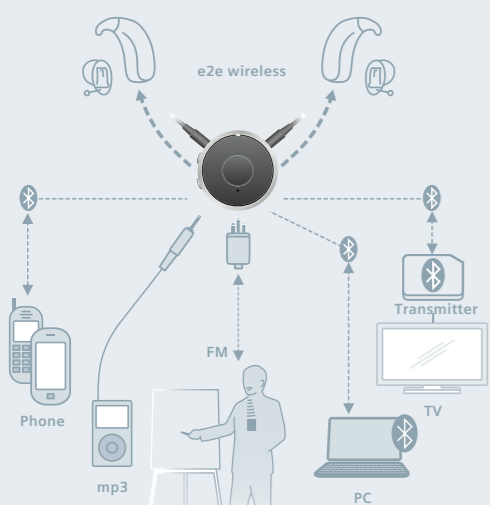 e2e wireless
Transmitter
FM
TV
Phone
mp3
PC